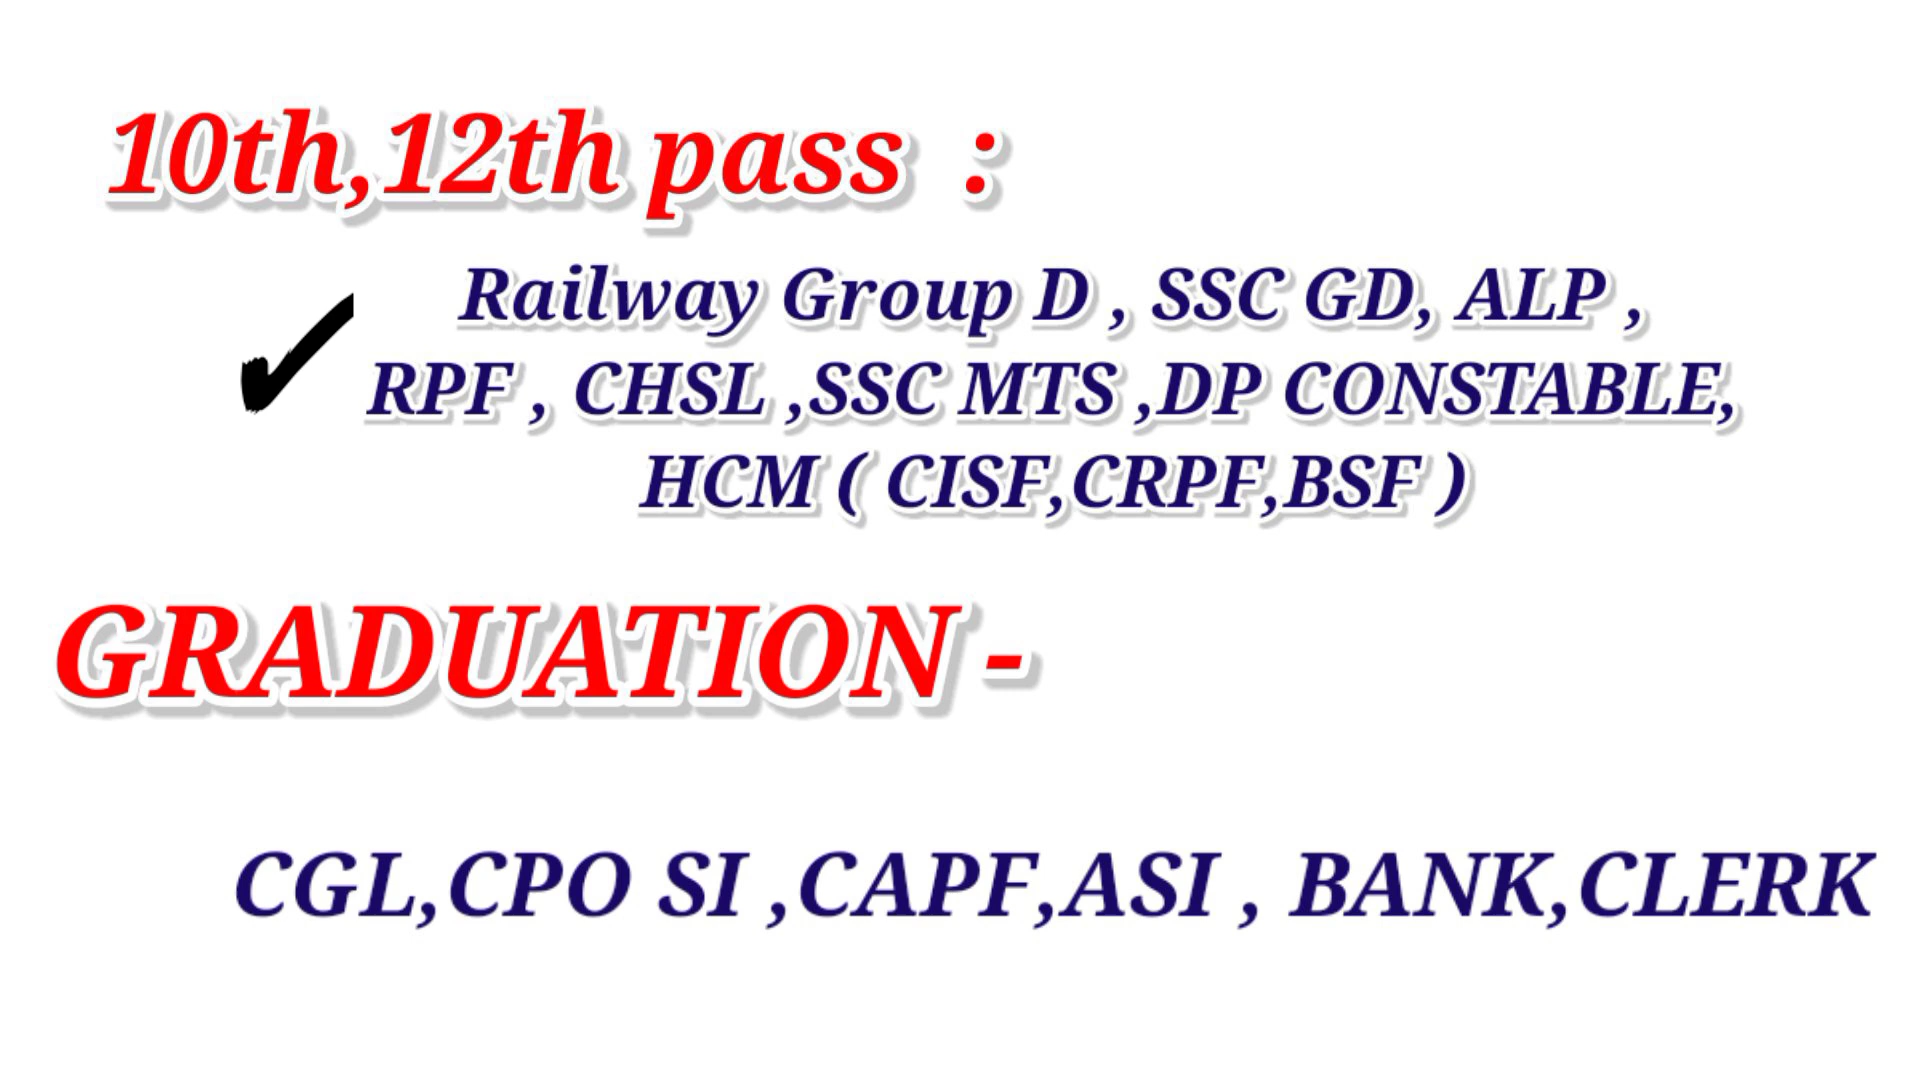 10th,12th pass :
Railway Group D , SSC GD, ALP ,
RPF , CHSL ,SSC MTS ,DP CONSTABLE,
HCM ( CISF,CRPF,BSF )
GRADUATION -
CGL,CPO SI ,CAPF,ASI , BANK,CLERK